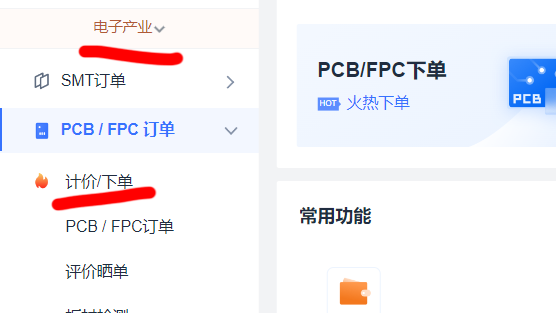 电子产业
SMT订单
PCB / FPC 订单
计价/下单
PCB / FPC订单
评价晒单
PCB/FPC下单
HOT 火热下单
PCB
常用功能